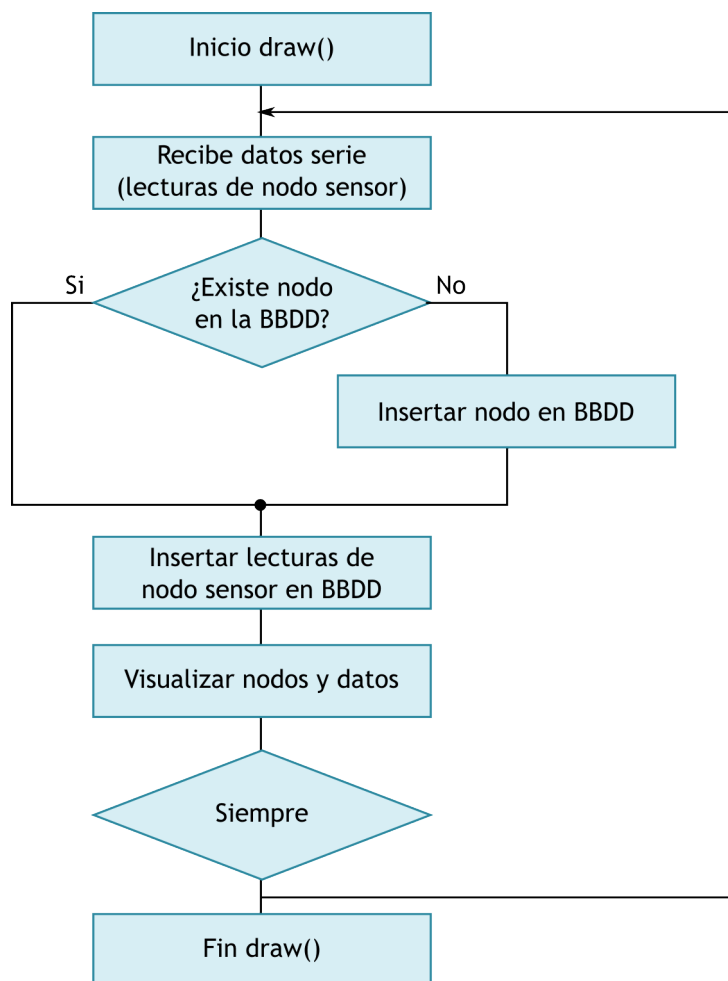 Inicio draw()
Recibe datos serie
(lecturas de nodo sensor)
Si
¿Existe nodo
en la BBDD?
No
Insertar nodo en BBDD
Insertar lecturas de
nodo sensor en BBDD
Visualizar nodos y datos
Siempre
Fin draw()